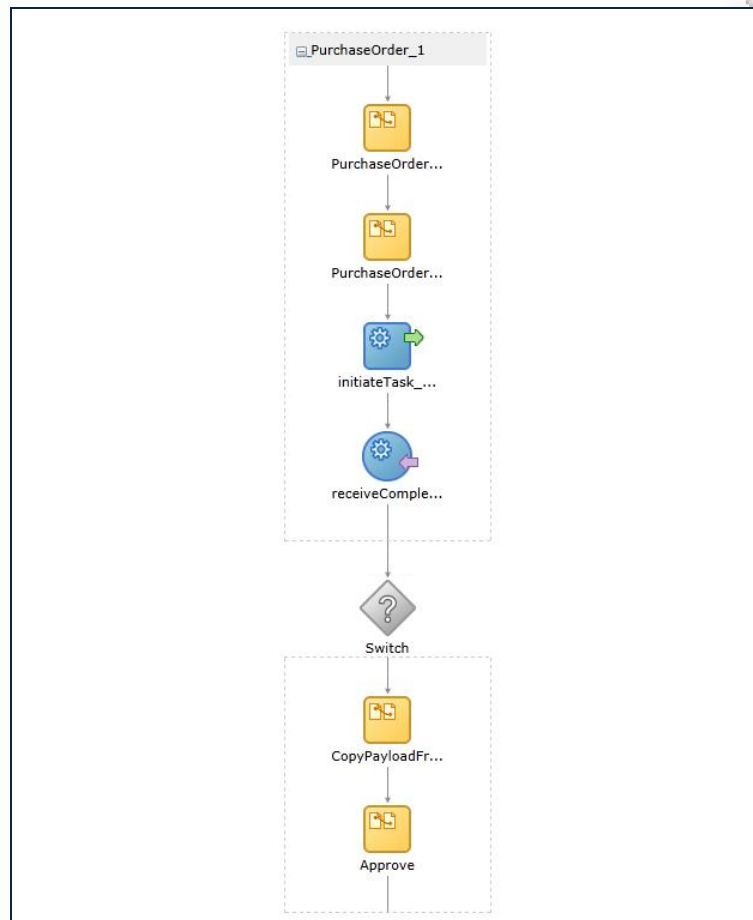 PurchaseOrder_1
PurchaseOrder...
PurchaseOrder...
initiateTask_...
receiveComple...
?
Switch
CopyPayloadFr...
Approve